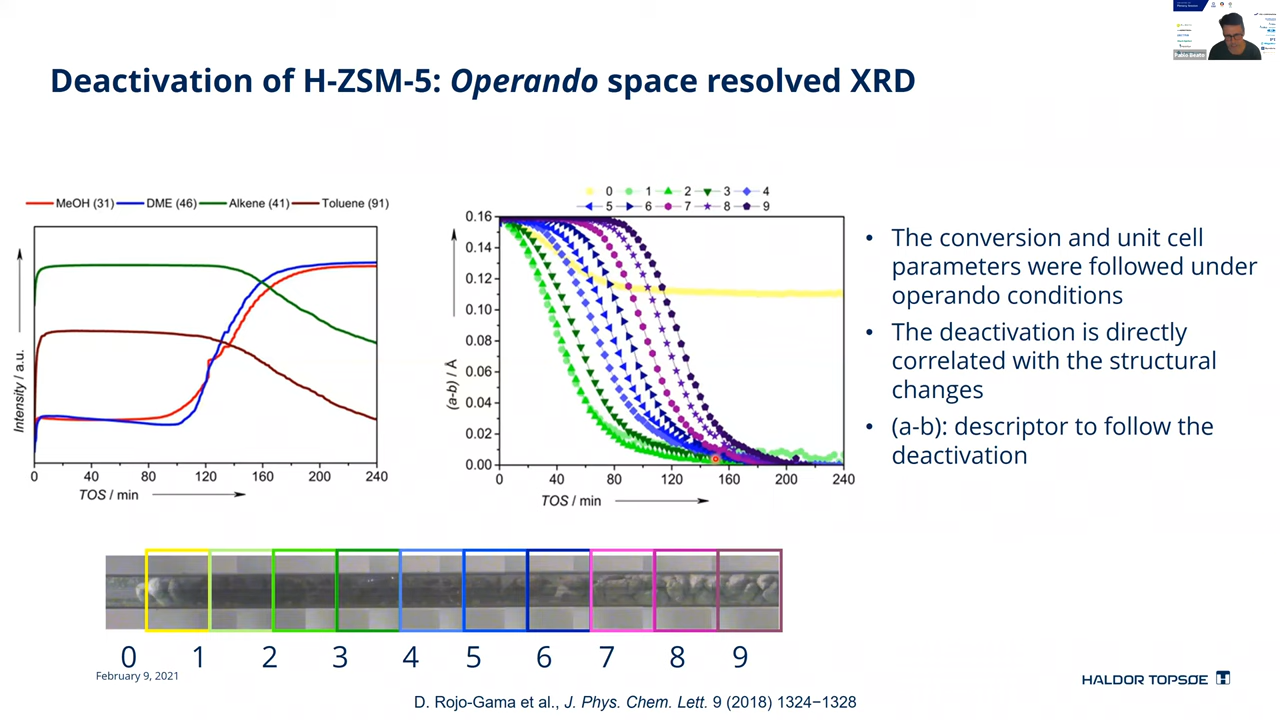 Pablo Beato
Deactivation of H-ZSM-5: Operando space resolved XRD
MeOH (31) DME (46) Alkene (41) Toluene (91)
Intensity / a.u.
0 40 80 120 160 200 240
TOS / min
0 1 2 3 4
5 6 7 8 9
(a-b) / Å
0.16
0.14
0.12
0.10
0.08
0.06
0.04
0.02
0.00
0 40 80 120 160 200 240
TOS / min
• The conversion and unit cell
parameters were followed under
operando conditions
• The deactivation is directly
correlated with the structural
changes
• (a-b): descriptor to follow the
deactivation
0 1 2 3 4 5 6 7 8 9
February 9, 2021
HALDOR TOPSØE
D. Rojo-Gama et al., J. Phys. Chem. Lett. 9 (2018) 1324−1328